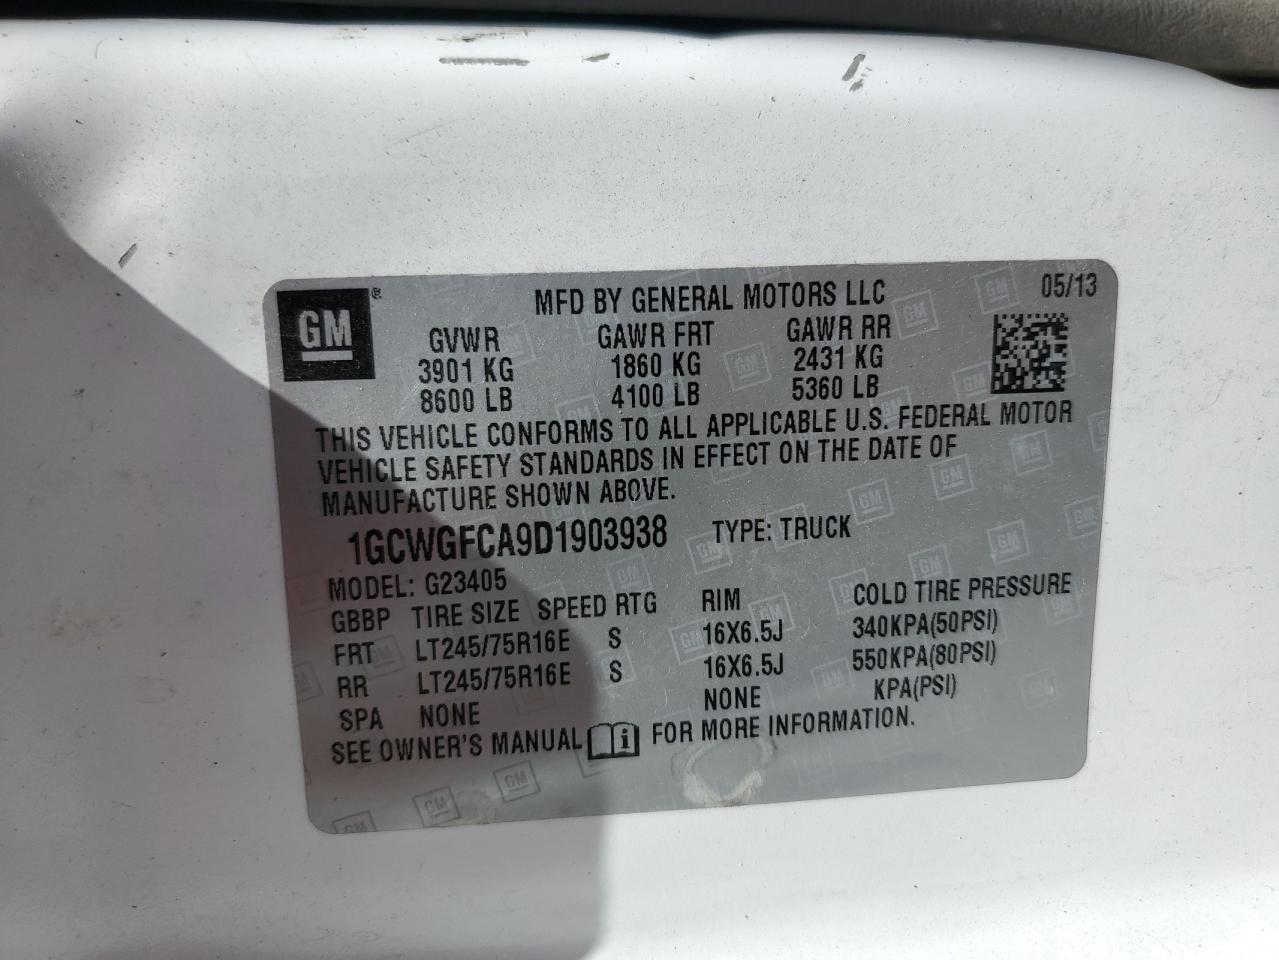 GM ®
MFD BY GENERAL MOTORS LLC 05/13
GVWR GAWR FRT GAWR RR
3901 KG 1860 KG 2431 KG
8600 LB 4100 LB 5360 LB
THIS VEHICLE CONFORMS TO ALL APPLICABLE U.S. FEDERAL MOTOR
VEHICLE SAFETY STANDARDS IN EFFECT ON THE DATE OF
MANUFACTURE SHOWN ABOVE.
1GCWGFCA9D1903938 TYPE: TRUCK
MODEL: G23405
GBBP TIRE SIZE SPEED RTG RIM COLD TIRE PRESSURE
FRT LT245/75R16E S 16X6.5J 340KPA(50PSI)
RR LT245/75R16E S 16X6.5J 550KPA(80PSI)
SPA NONE NONE KPA(PSI)
SEE OWNER'S MANUAL i FOR MORE INFORMATION.